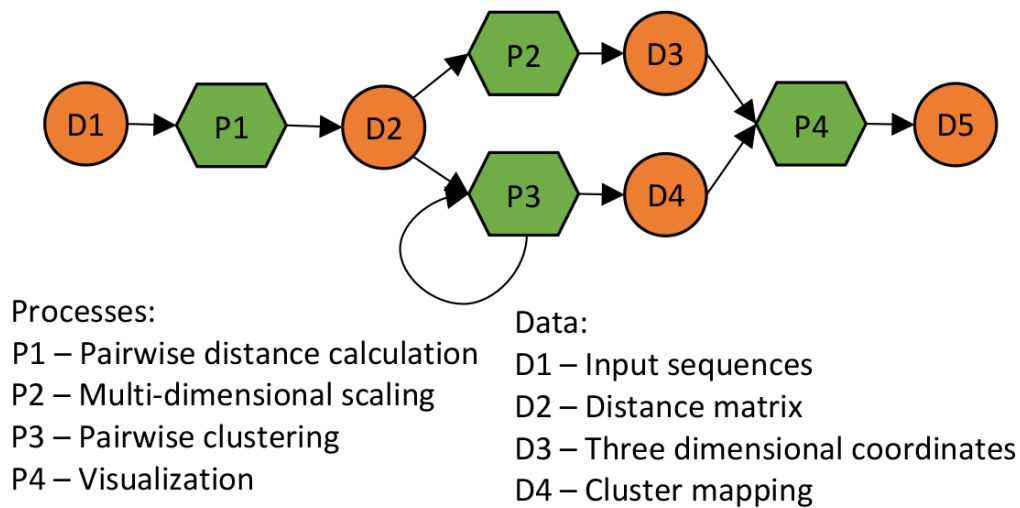 D1
P1
D2
P2
D3
P3
D4
P4
D5
Processes:
P1 – Pairwise distance calculation
P2 – Multi-dimensional scaling
P3 – Pairwise clustering
P4 – Visualization
Data:
D1 – Input sequences
D2 – Distance matrix
D3 – Three dimensional coordinates
D4 – Cluster mapping